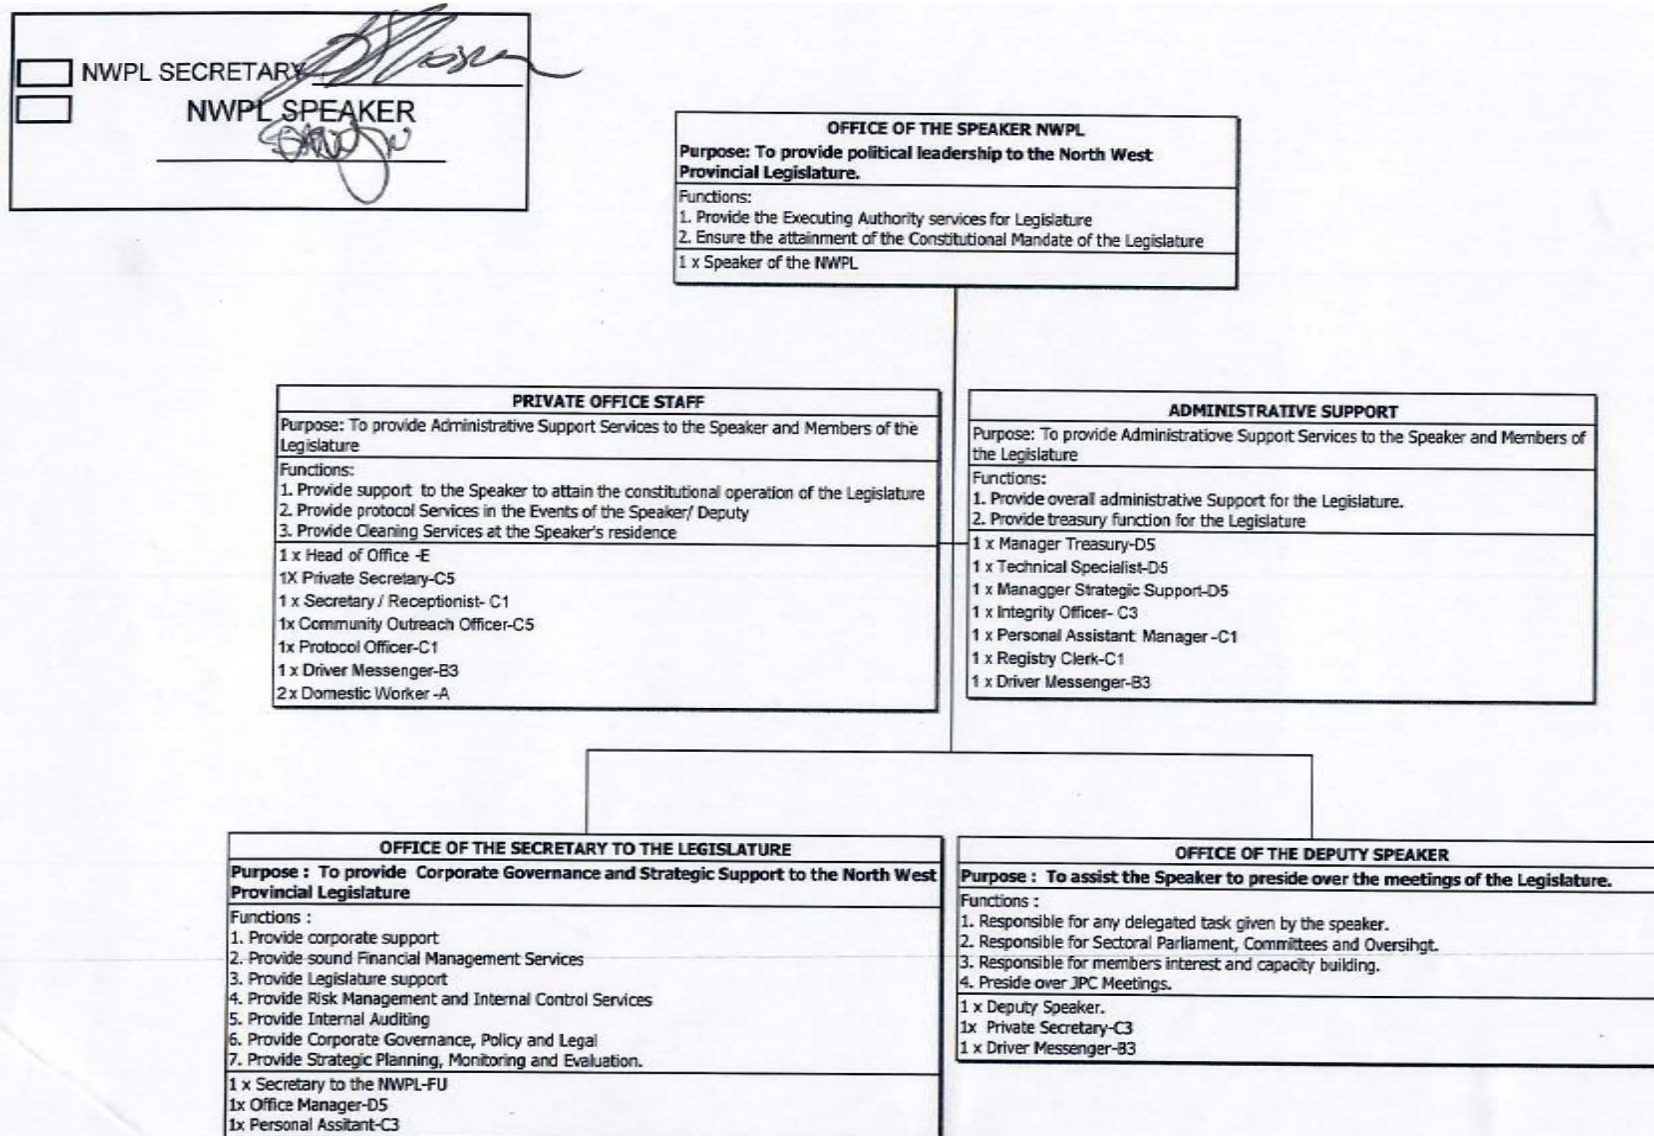 NWPL SECRETARY
NWPL SPEAKER
OFFICE OF THE SPEAKER NWPL
Purpose: To provide political leadership to the North West
Provincial Legislature.
Functions:
1. Provide the Executing Authority services for Legislature
2. Ensure the attainment of the Constitutional Mandate of the Legislature
1 x Speaker of the NWPL
PRIVATE OFFICE STAFF
Purpose: To provide Administrative Support Services to the Speaker and Members of the
Legislature
Functions:
1. Provide support to the Speaker to attain the constitutional operation of the Legislature
2. Provide protocol Services in the Events of the Speaker/ Deputy
3. Provide Cleaning Services at the Speaker's residence
1 x Head of Office -E
1X Private Secretary-C5
1 x Secretary / Receptionist- C1
1x Community Outreach Officer-C5
1x Protocol Officer-C1
1 x Driver Messenger-B3
2 x Domestic Worker -A
ADMINISTRATIVE SUPPORT
Purpose: To provide Administratiove Support Services to the Speaker and Members of
the Legislature
Functions:
1. Provide overall administrative Support for the Legislature.
2. Provide treasury function for the Legislature
1 x Manager Treasury-D5
1 x Technical Specialist-D5
1 x Managger Strategic Support-D5
1 x Integrity Officer- C3
1 x Personal Assistant Manager -C1
1 x Registry Clerk-C1
1 x Driver Messenger-B3
OFFICE OF THE SECRETARY TO THE LEGISLATURE
Purpose : To provide Corporate Governance and Strategic Support to the North West
Provincial Legislature
Functions :
1. Provide corporate support
2. Provide sound Financial Management Services
3. Provide Legislature support
4. Provide Risk Management and Internal Control Services
5. Provide Internal Auditing
6. Provide Corporate Governance, Policy and Legal
7. Provide Strategic Planning, Monitoring and Evaluation.
1 x Secretary to the NWPL-FU
1x Office Manager-D5
1x Personal Assitant-C3
OFFICE OF THE DEPUTY SPEAKER
Purpose : To assist the Speaker to preside over the meetings of the Legislature.
Functions :
1. Responsible for any delegated task given by the speaker.
2. Responsible for Sectoral Parliament, Committees and Oversihgt.
3. Responsible for members interest and capacity building.
4. Preside over JPC Meetings.
1 x Deputy Speaker.
1x Private Secretary-C3
1 x Driver Messenger-B3